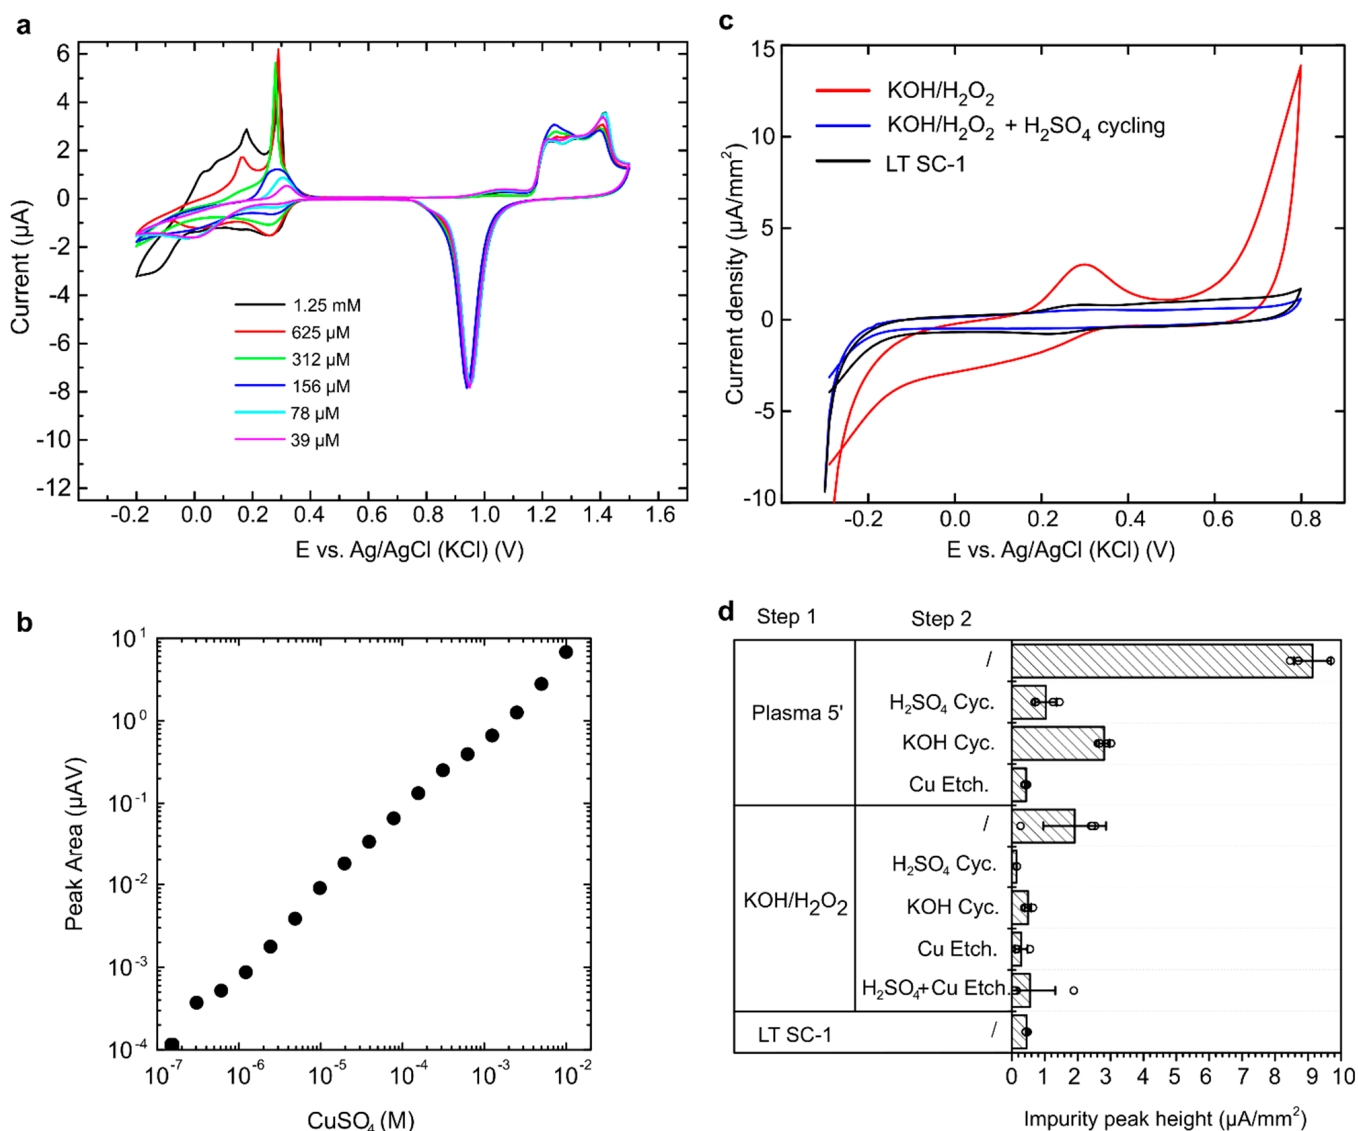 a
6
4
2
0
-2
-4
-6
-8
-10
-12
Current (µA)
1.25 mM
625 µM
312 µM
156 µM
78 µM
39 µM
-0.2 0.0 0.2 0.4 0.6 0.8 1.0 1.2 1.4 1.6
E vs. Ag/AgCl (KCl) (V)
c
15
10
5
0
-5
-10
Current density (µA/mm²)
KOH/H₂O₂
KOH/H₂O₂ + H₂SO₄ cycling
LT SC-1
-0.2 0.0 0.2 0.4 0.6 0.8
E vs. Ag/AgCl (KCl) (V)
b
10¹
10⁰
10⁻¹
10⁻²
10⁻³
10⁻⁴
Peak Area (µAV)
10⁻⁷ 10⁻⁶ 10⁻⁵ 10⁻⁴ 10⁻³ 10⁻²
CuSO₄ (M)
d
Step 1 Step 2
Plasma 5'
/
H₂SO₄ Cyc.
KOH Cyc.
Cu Etch.
KOH/H₂O₂
/
H₂SO₄ Cyc.
KOH Cyc.
Cu Etch.
H₂SO₄+Cu Etch.
LT SC-1 /
0 1 2 3 4 5 6 7 8 9 10
Impurity peak height (µA/mm²)